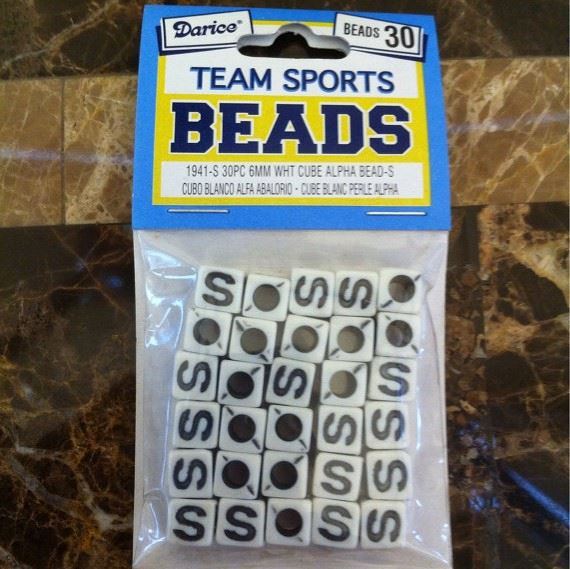 Darice®
BEADS 30
TEAM SPORTS
BEADS
1941-S 30PC 6MM WHT CUBE ALPHA BEAD-S
CUBO BLANCO ALFA ABALORIO - CUBE BLANC PERLE ALPHA
S S S
S S S
S S S
S S S
S S S S